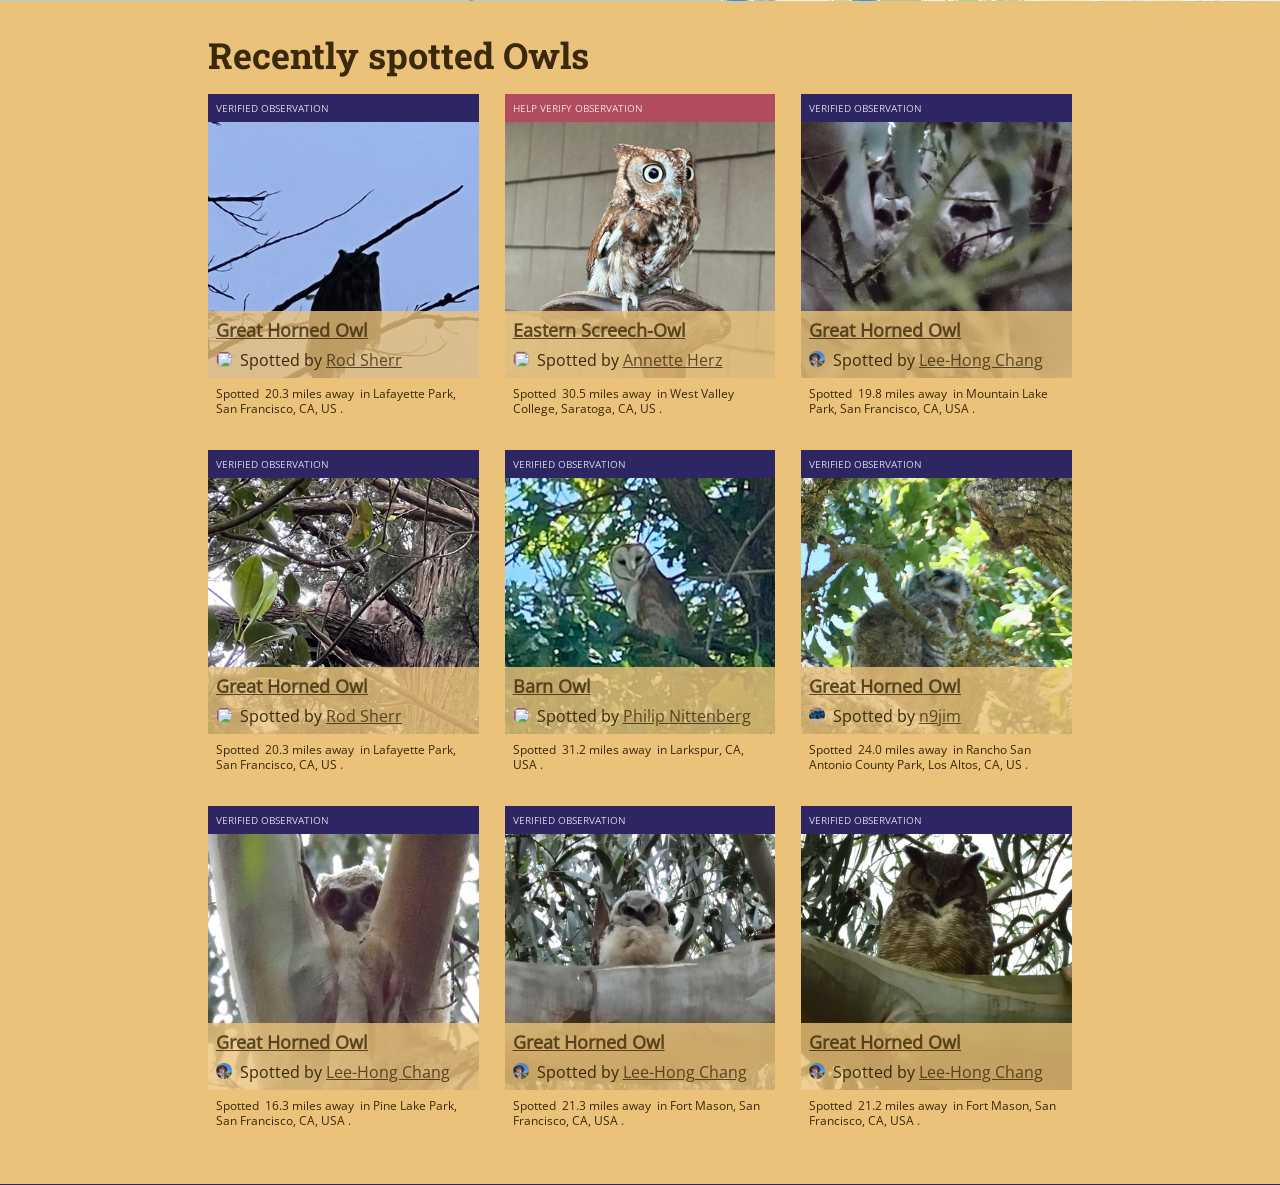 Recently spotted Owls
VERIFIED OBSERVATION
Great Horned Owl
Spotted by Rod Sherr
Spotted 20.3 miles away in Lafayette Park,
San Francisco, CA, US .
HELP VERIFY OBSERVATION
Eastern Screech-Owl
Spotted by Annette Herz
Spotted 30.5 miles away in West Valley
College, Saratoga, CA, US .
VERIFIED OBSERVATION
Great Horned Owl
Spotted by Lee-Hong Chang
Spotted 19.8 miles away in Mountain Lake
Park, San Francisco, CA, USA .
VERIFIED OBSERVATION
Great Horned Owl
Spotted by Rod Sherr
Spotted 20.3 miles away in Lafayette Park,
San Francisco, CA, US .
VERIFIED OBSERVATION
Barn Owl
Spotted by Philip Nittenberg
Spotted 31.2 miles away in Larkspur, CA,
USA .
VERIFIED OBSERVATION
Great Horned Owl
Spotted by n9jim
Spotted 24.0 miles away in Rancho San
Antonio County Park, Los Altos, CA, US .
VERIFIED OBSERVATION
Great Horned Owl
Spotted by Lee-Hong Chang
Spotted 16.3 miles away in Pine Lake Park,
San Francisco, CA, USA .
VERIFIED OBSERVATION
Great Horned Owl
Spotted by Lee-Hong Chang
Spotted 21.3 miles away in Fort Mason, San
Francisco, CA, USA .
VERIFIED OBSERVATION
Great Horned Owl
Spotted by Lee-Hong Chang
Spotted 21.2 miles away in Fort Mason, San
Francisco, CA, USA .